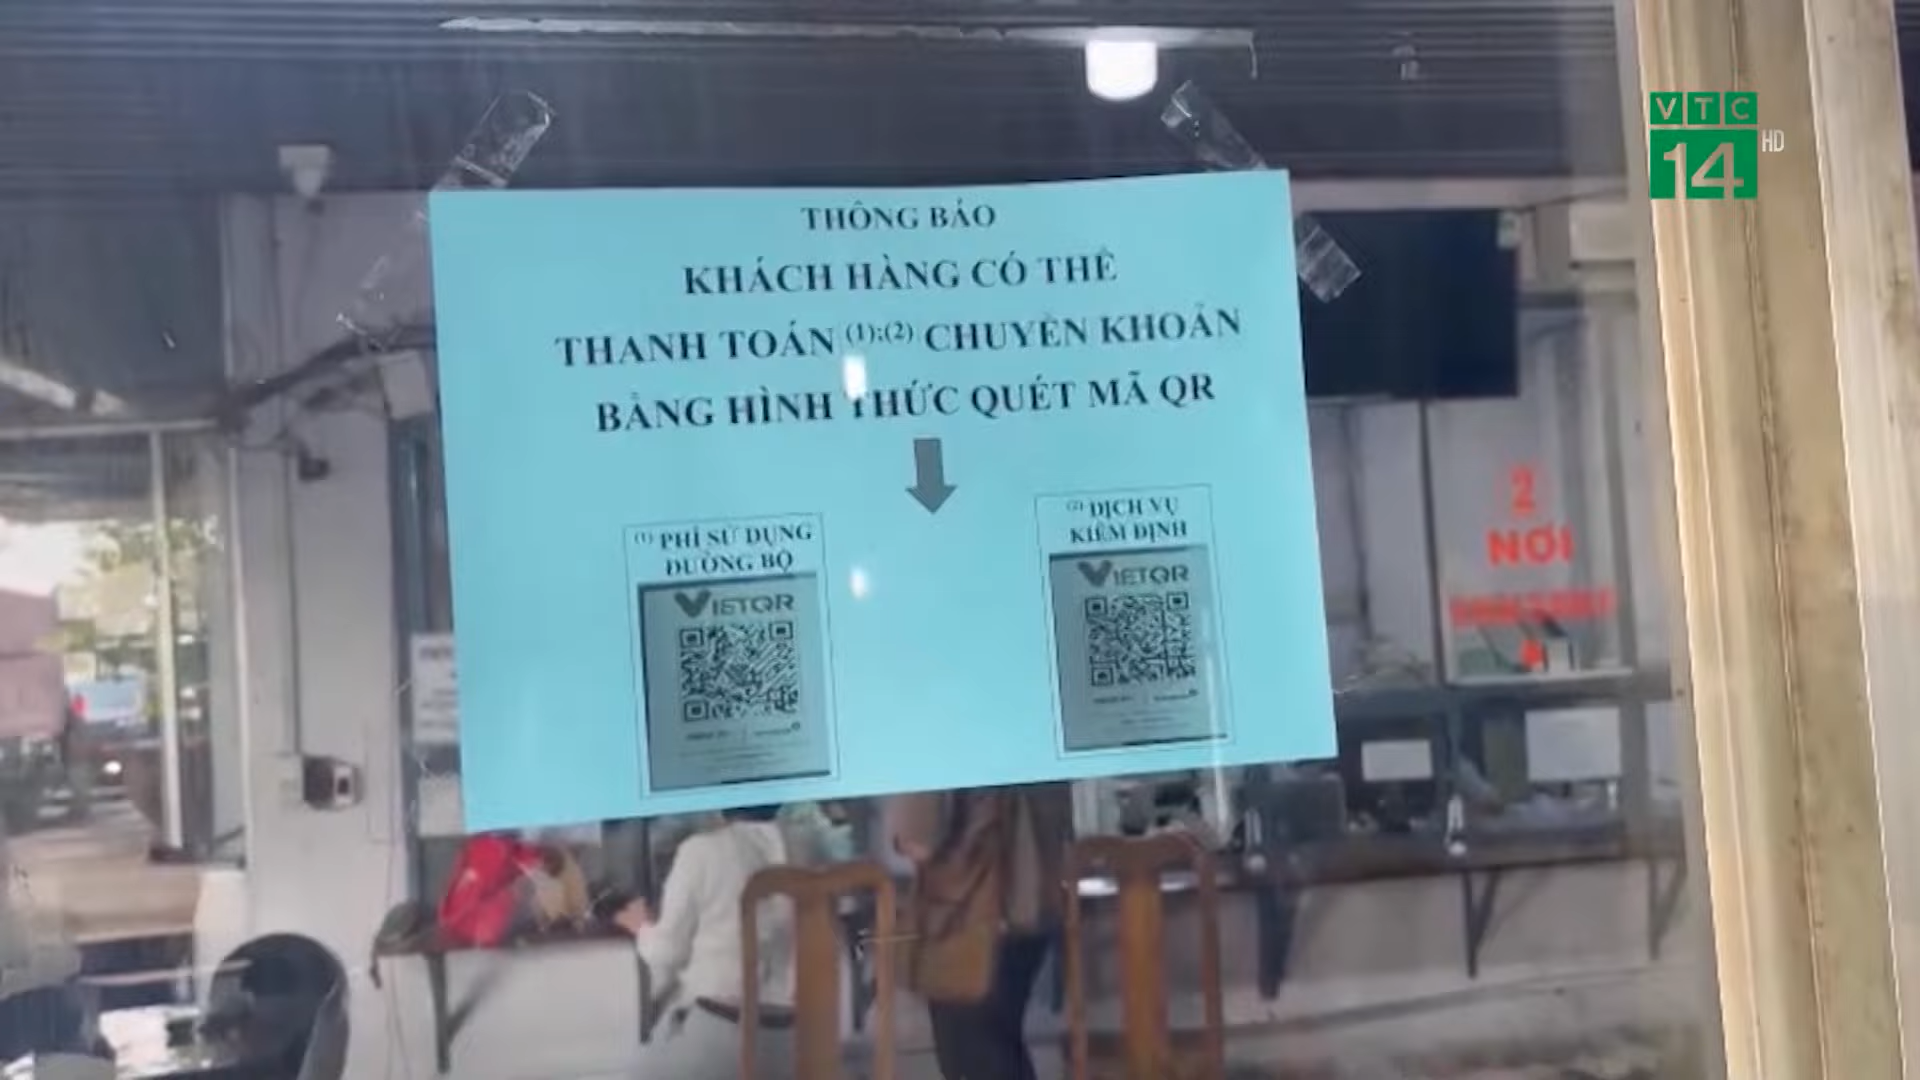 VTC
14 HD
THÔNG BÁO
KHÁCH HÀNG CÓ THỂ
THANH TOÁN (1);(2) CHUYỂN KHOẢN
BẰNG HÌNH THỨC QUÉT MÃ QR
(1) PHÍ SỬ DỤNG
ĐƯỜNG BỘ
VIETQR
(2) DỊCH VỤ
KIỂM ĐỊNH
VIETQR
2
NƠI